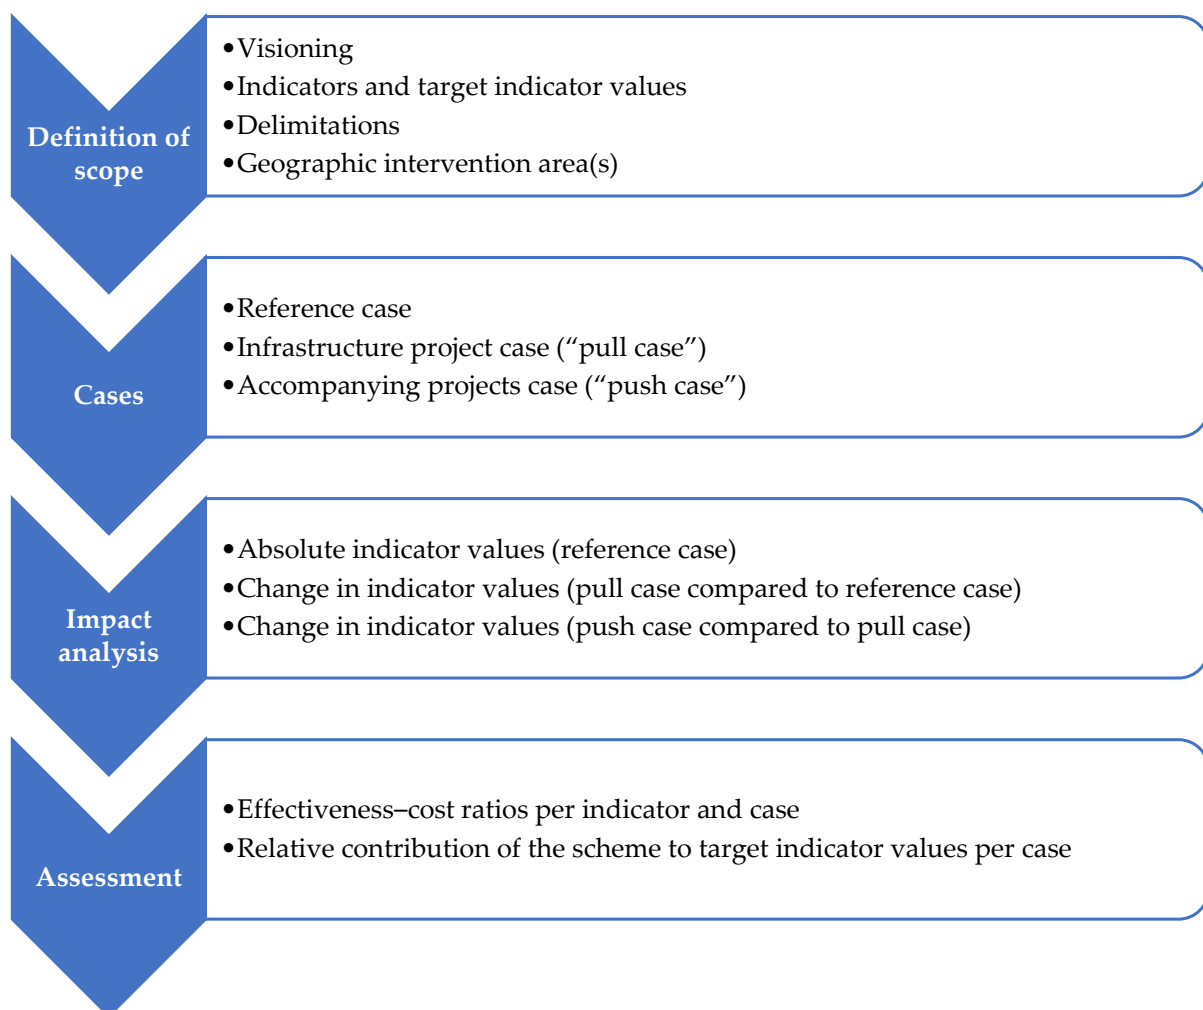 Definition of
scope
•Visioning
•Indicators and target indicator values
•Delimitations
•Geographic intervention area(s)
Cases
•Reference case
•Infrastructure project case (“pull case”)
•Accompanying projects case (“push case”)
Impact
analysis
•Absolute indicator values (reference case)
•Change in indicator values (pull case compared to reference case)
•Change in indicator values (push case compared to pull case)
Assessment
•Effectiveness–cost ratios per indicator and case
•Relative contribution of the scheme to target indicator values per case